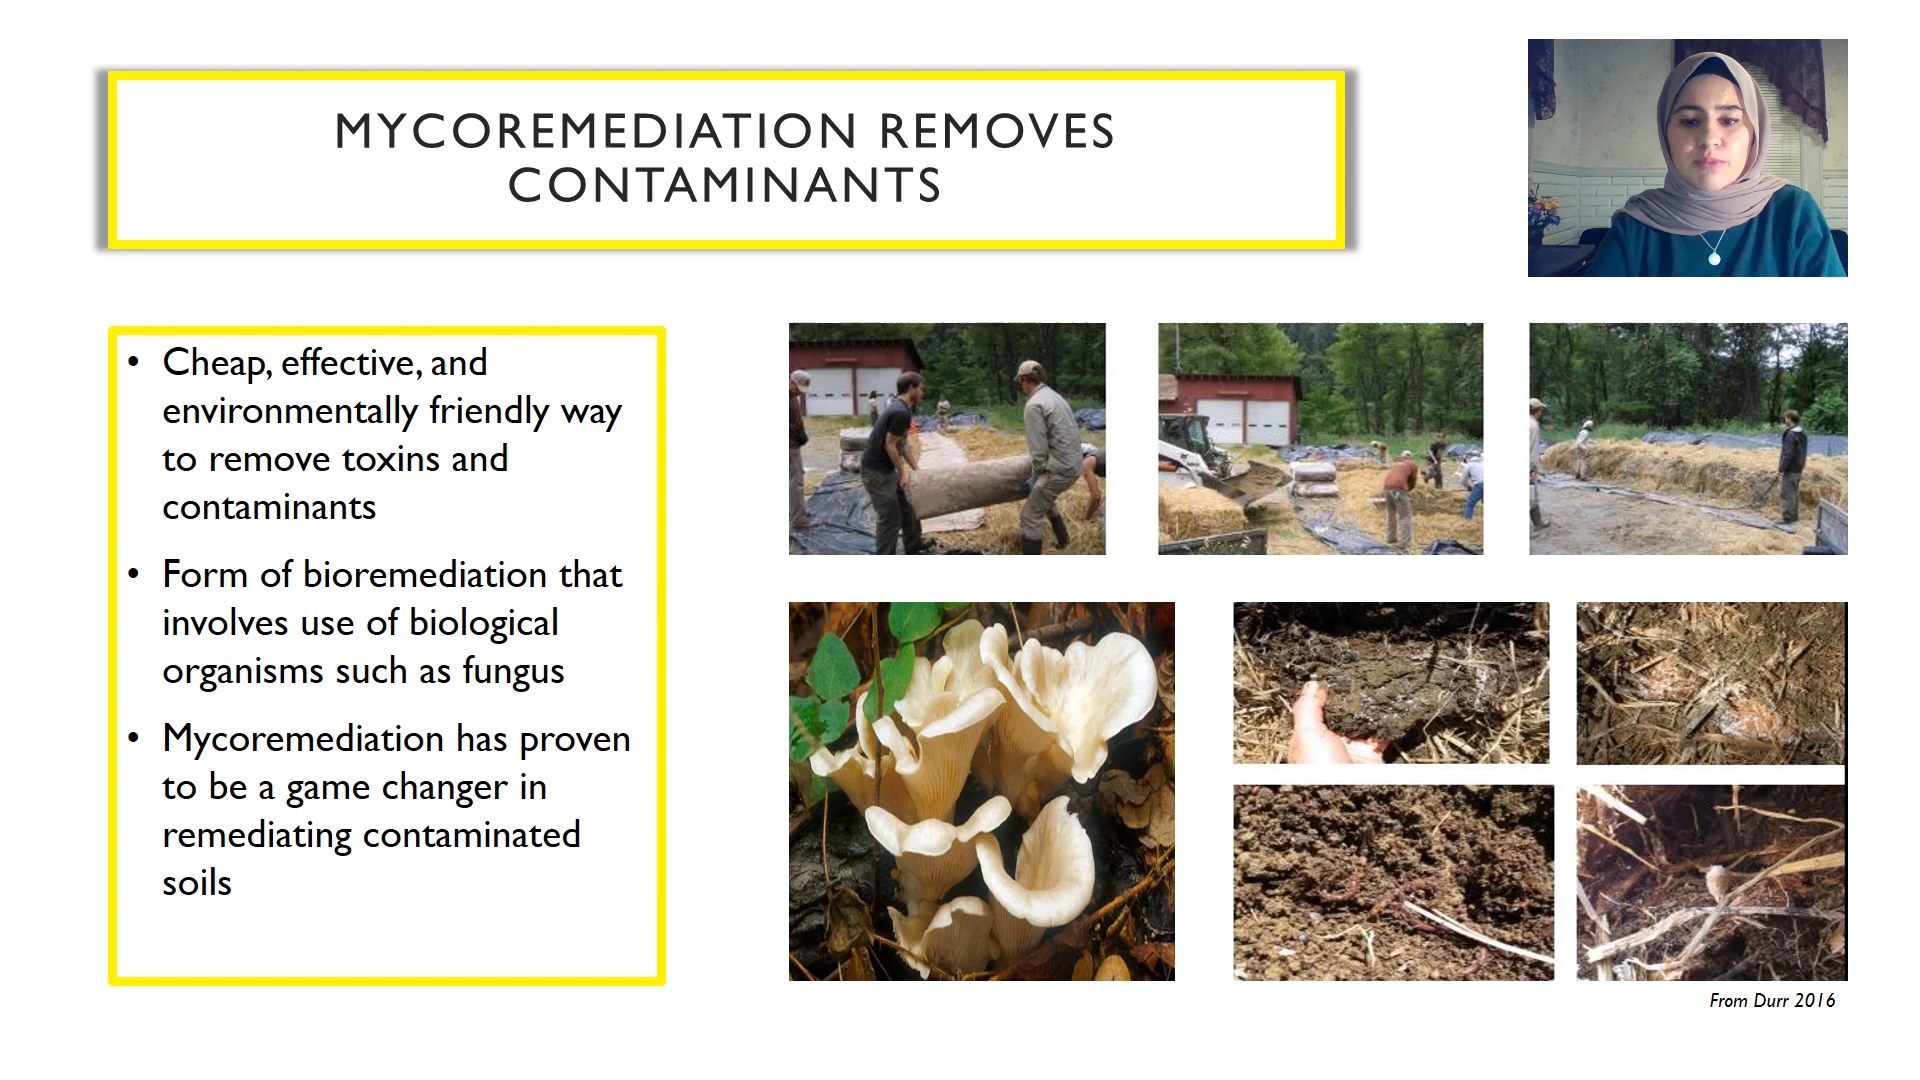 MYCOREMEDIATION REMOVES
CONTAMINANTS
• Cheap, effective, and
environmentally friendly way
to remove toxins and
contaminants
• Form of bioremediation that
involves use of biological
organisms such as fungus
• Mycoremediation has proven
to be a game changer in
remediating contaminated
soils
From Durr 2016